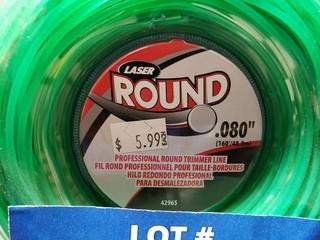 LASER
ROUND
.080"
$ 5.99
PROFESSIONAL ROUND TRIMMER LINE
FIL ROND PROFESSIONNEL POUR TAILLE-BORDURES
HILO REDONDO PROFESIONAL
PARA DESMALEZADORA
42965
LOT #